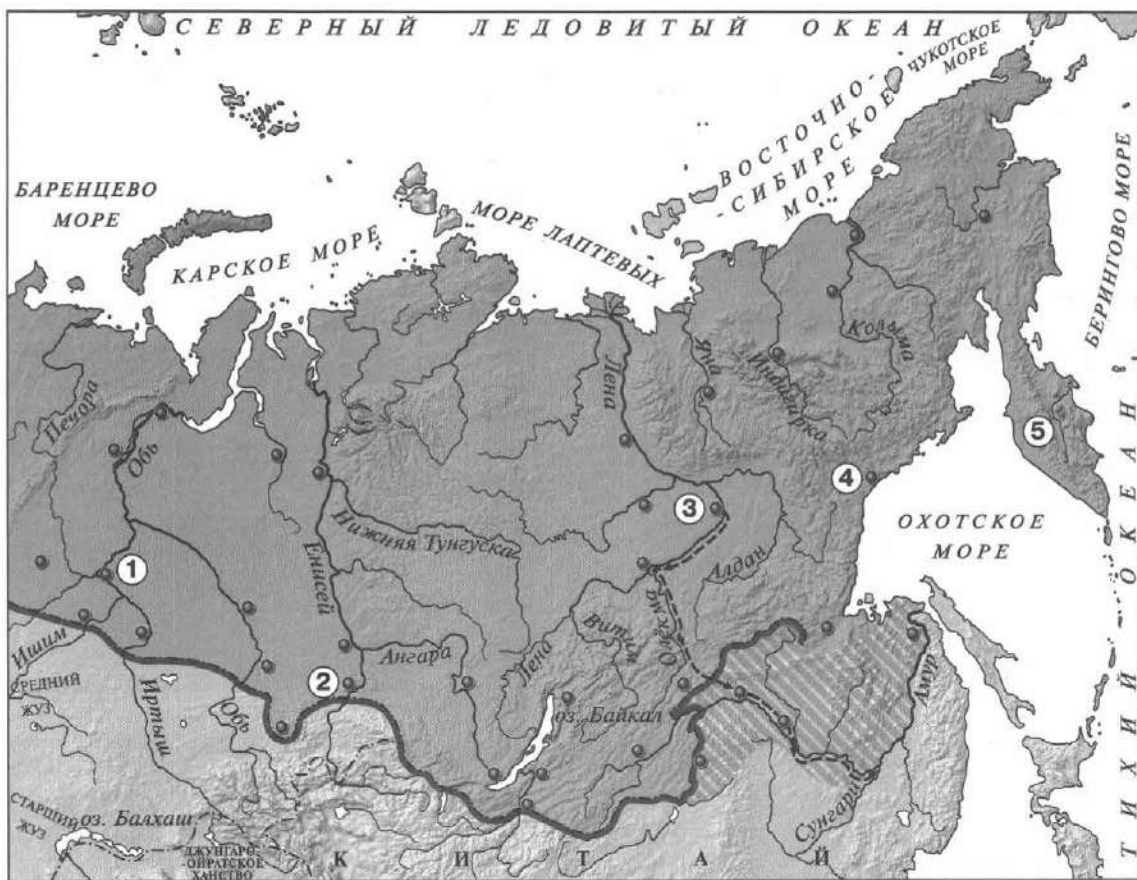 СЕВЕРНЫЙ ЛЕДОВИТЫЙ ОКЕАН
ЧУКОТСКОЕ
МОРЕ
ВОСТОЧНО-
-СИБИРСКОЕ
МОРЕ
БАРЕНЦЕВО
МОРЕ
КАРСКОЕ МОРЕ
МОРЕ ЛАПТЕВЫХ
БЕРИНГОВО МОРЕ
Печора
Обь
Лена
Яна
Индигирка
Колыма
5
4
3
ОХОТСКОЕ
МОРЕ
ТИХИЙ ОКЕАН
Нижняя Тунгуска
Енисей
Алдан
1
Ишим
Ангара
Лена
Витим
Олёкма
Амур
2
СРЕДНИЙ
ЖУЗ
Иртыш
Обь
оз. Байкал
Сунгари
СТАРШИЙ
ЖУЗ
оз. Балхаш
ДЖУНГАРО-
-ОЙРАТСКОЕ
ХАНСТВО
КИТАЙ